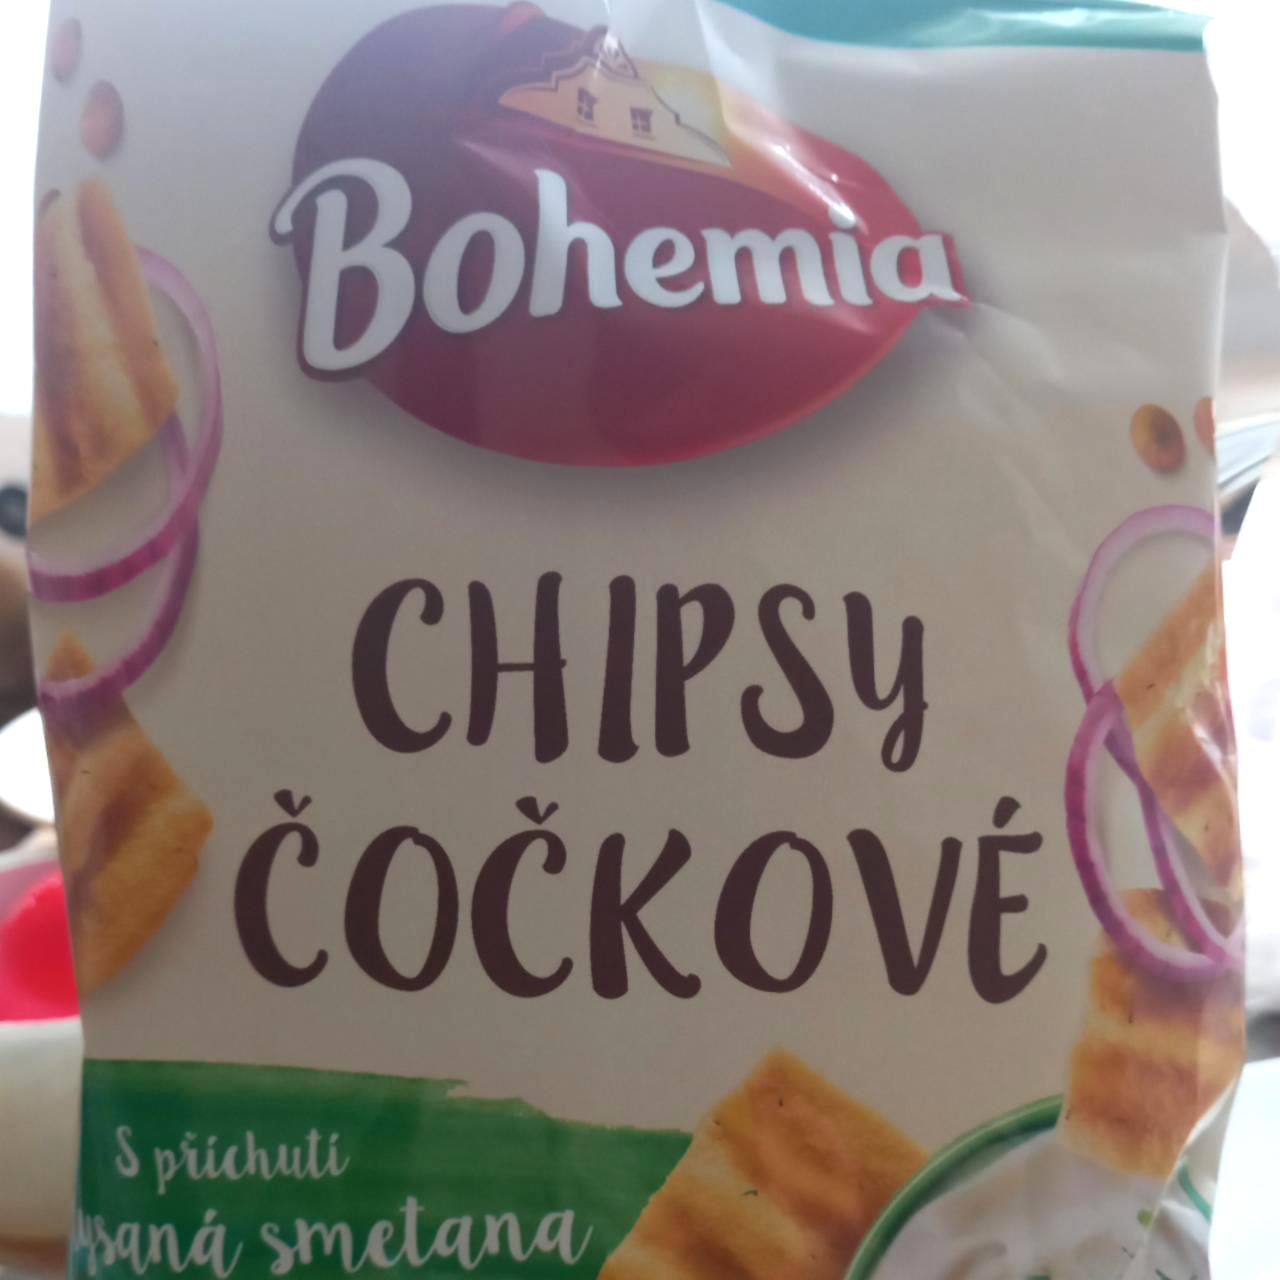 Bohemia
CHIPSY
ČOČKOVÉ
S příchutí
smetana